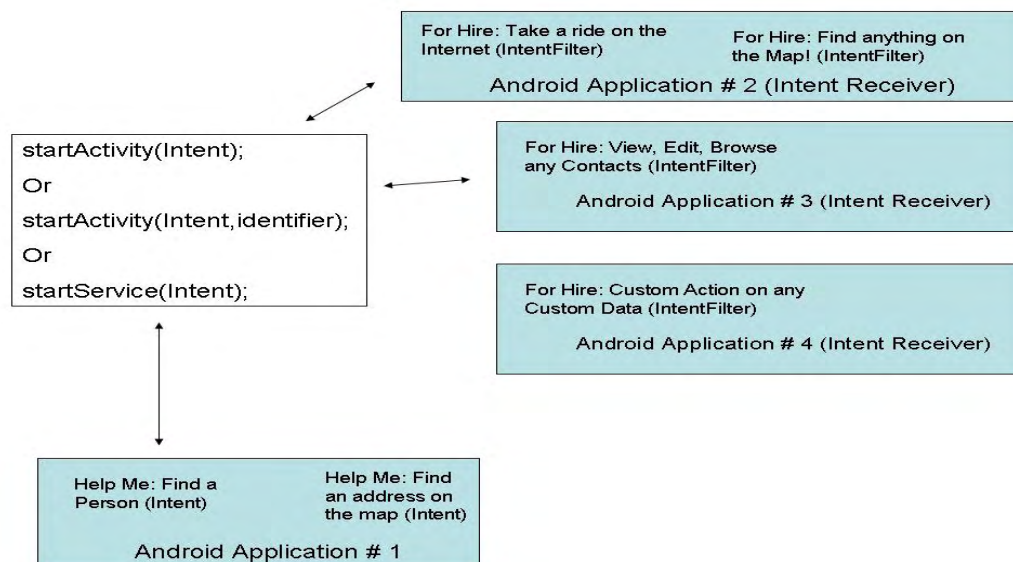 For Hire: Take a ride on the
Internet (IntentFilter)
For Hire: Find anything on
the Map! (IntentFilter)
Android Application # 2 (Intent Receiver)
startActivity(Intent);
Or
startActivity(Intent,identifier);
Or
startService(Intent);
For Hire: View, Edit, Browse
any Contacts (IntentFilter)
Android Application # 3 (Intent Receiver)
For Hire: Custom Action on any
Custom Data (IntentFilter)
Android Application # 4 (Intent Receiver)
Help Me: Find a
Person (Intent)
Help Me: Find
an address on
the map (Intent)
Android Application # 1